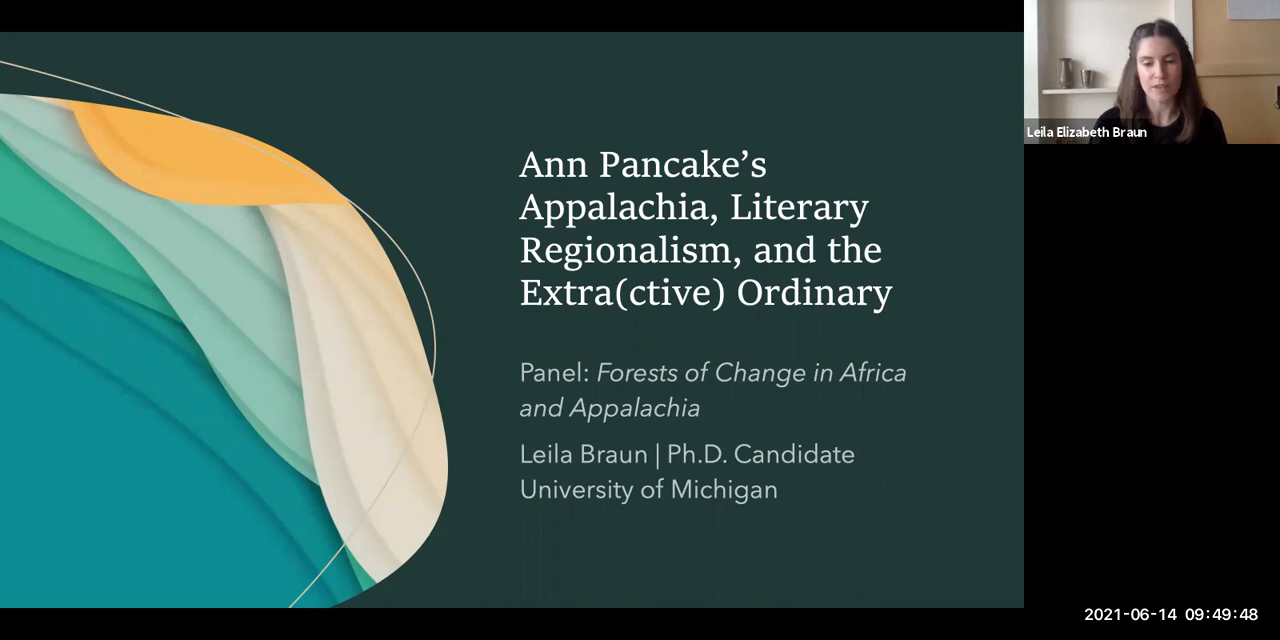 Ann Pancake’s
Appalachia, Literary
Regionalism, and the
Extra(ctive) Ordinary
Panel: Forests of Change in Africa
and Appalachia
Leila Braun | Ph.D. Candidate
University of Michigan
Leila Elizabeth Braun
2021-06-14 09:49:48